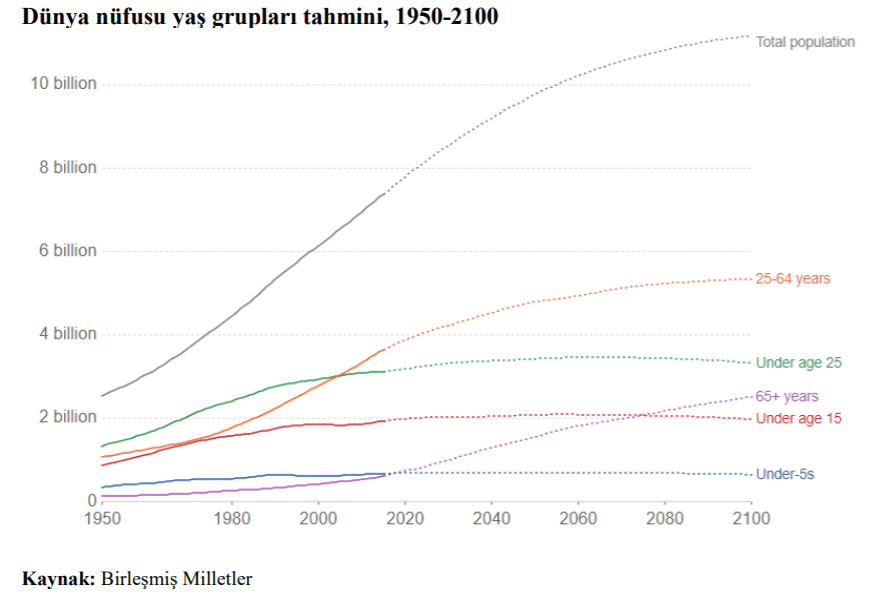 Dünya nüfusu yaş grupları tahmini, 1950-2100
Total population
10 billion
8 billion
6 billion
25-64 years
4 billion
Under age 25
65+ years
2 billion
Under age 15
Under-5s
0
1950 1980 2000 2020 2040 2060 2080 2100
Kaynak: Birleşmiş Milletler